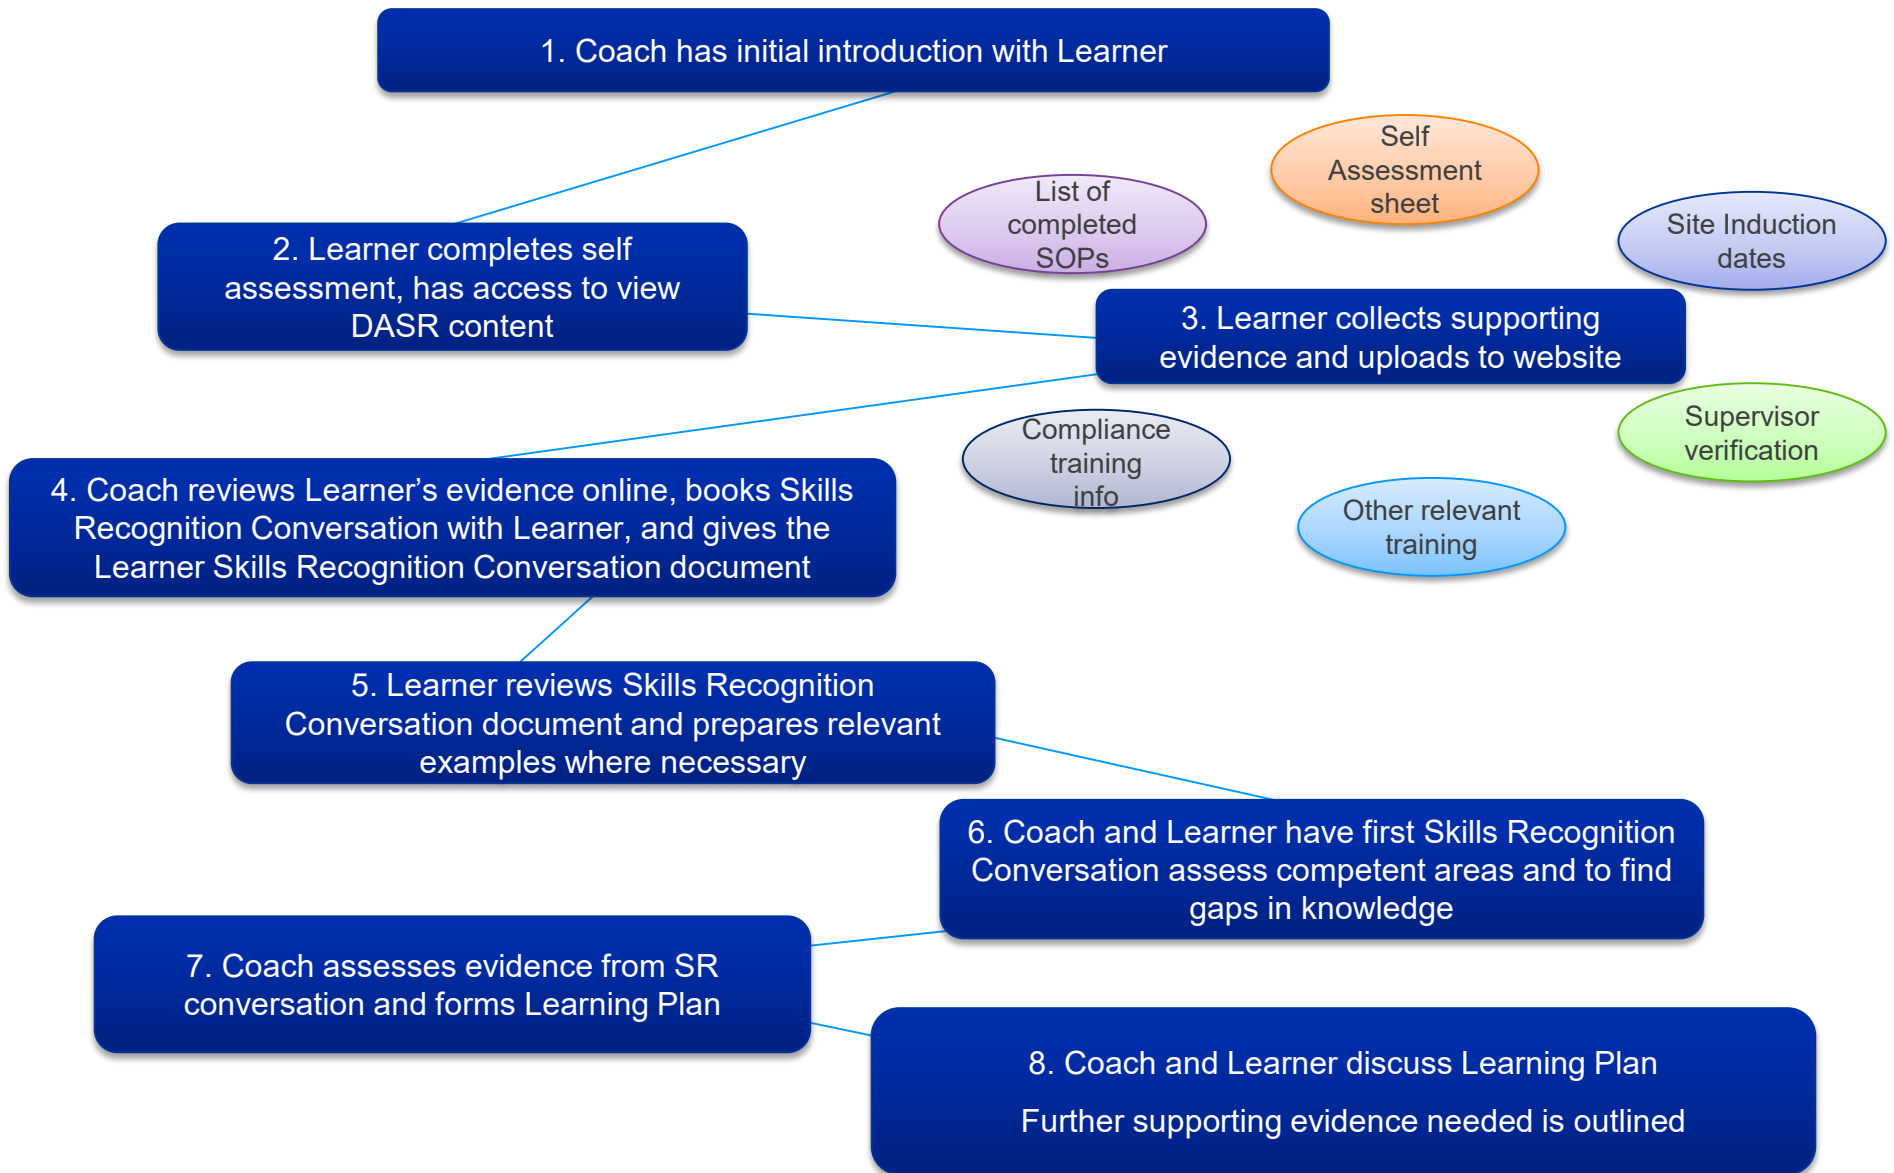 1. Coach has initial introduction with Learner
Self
Assessment
sheet
List of
completed
SOPs
Site Induction
dates
2. Learner completes self
assessment, has access to view
DASR content
3. Learner collects supporting
evidence and uploads to website
Supervisor
verification
Compliance
training
info
Other relevant
training
4. Coach reviews Learner’s evidence online, books Skills
Recognition Conversation with Learner, and gives the
Learner Skills Recognition Conversation document
5. Learner reviews Skills Recognition
Conversation document and prepares relevant
examples where necessary
6. Coach and Learner have first Skills Recognition
Conversation assess competent areas and to find
gaps in knowledge
7. Coach assesses evidence from SR
conversation and forms Learning Plan
8. Coach and Learner discuss Learning Plan
Further supporting evidence needed is outlined